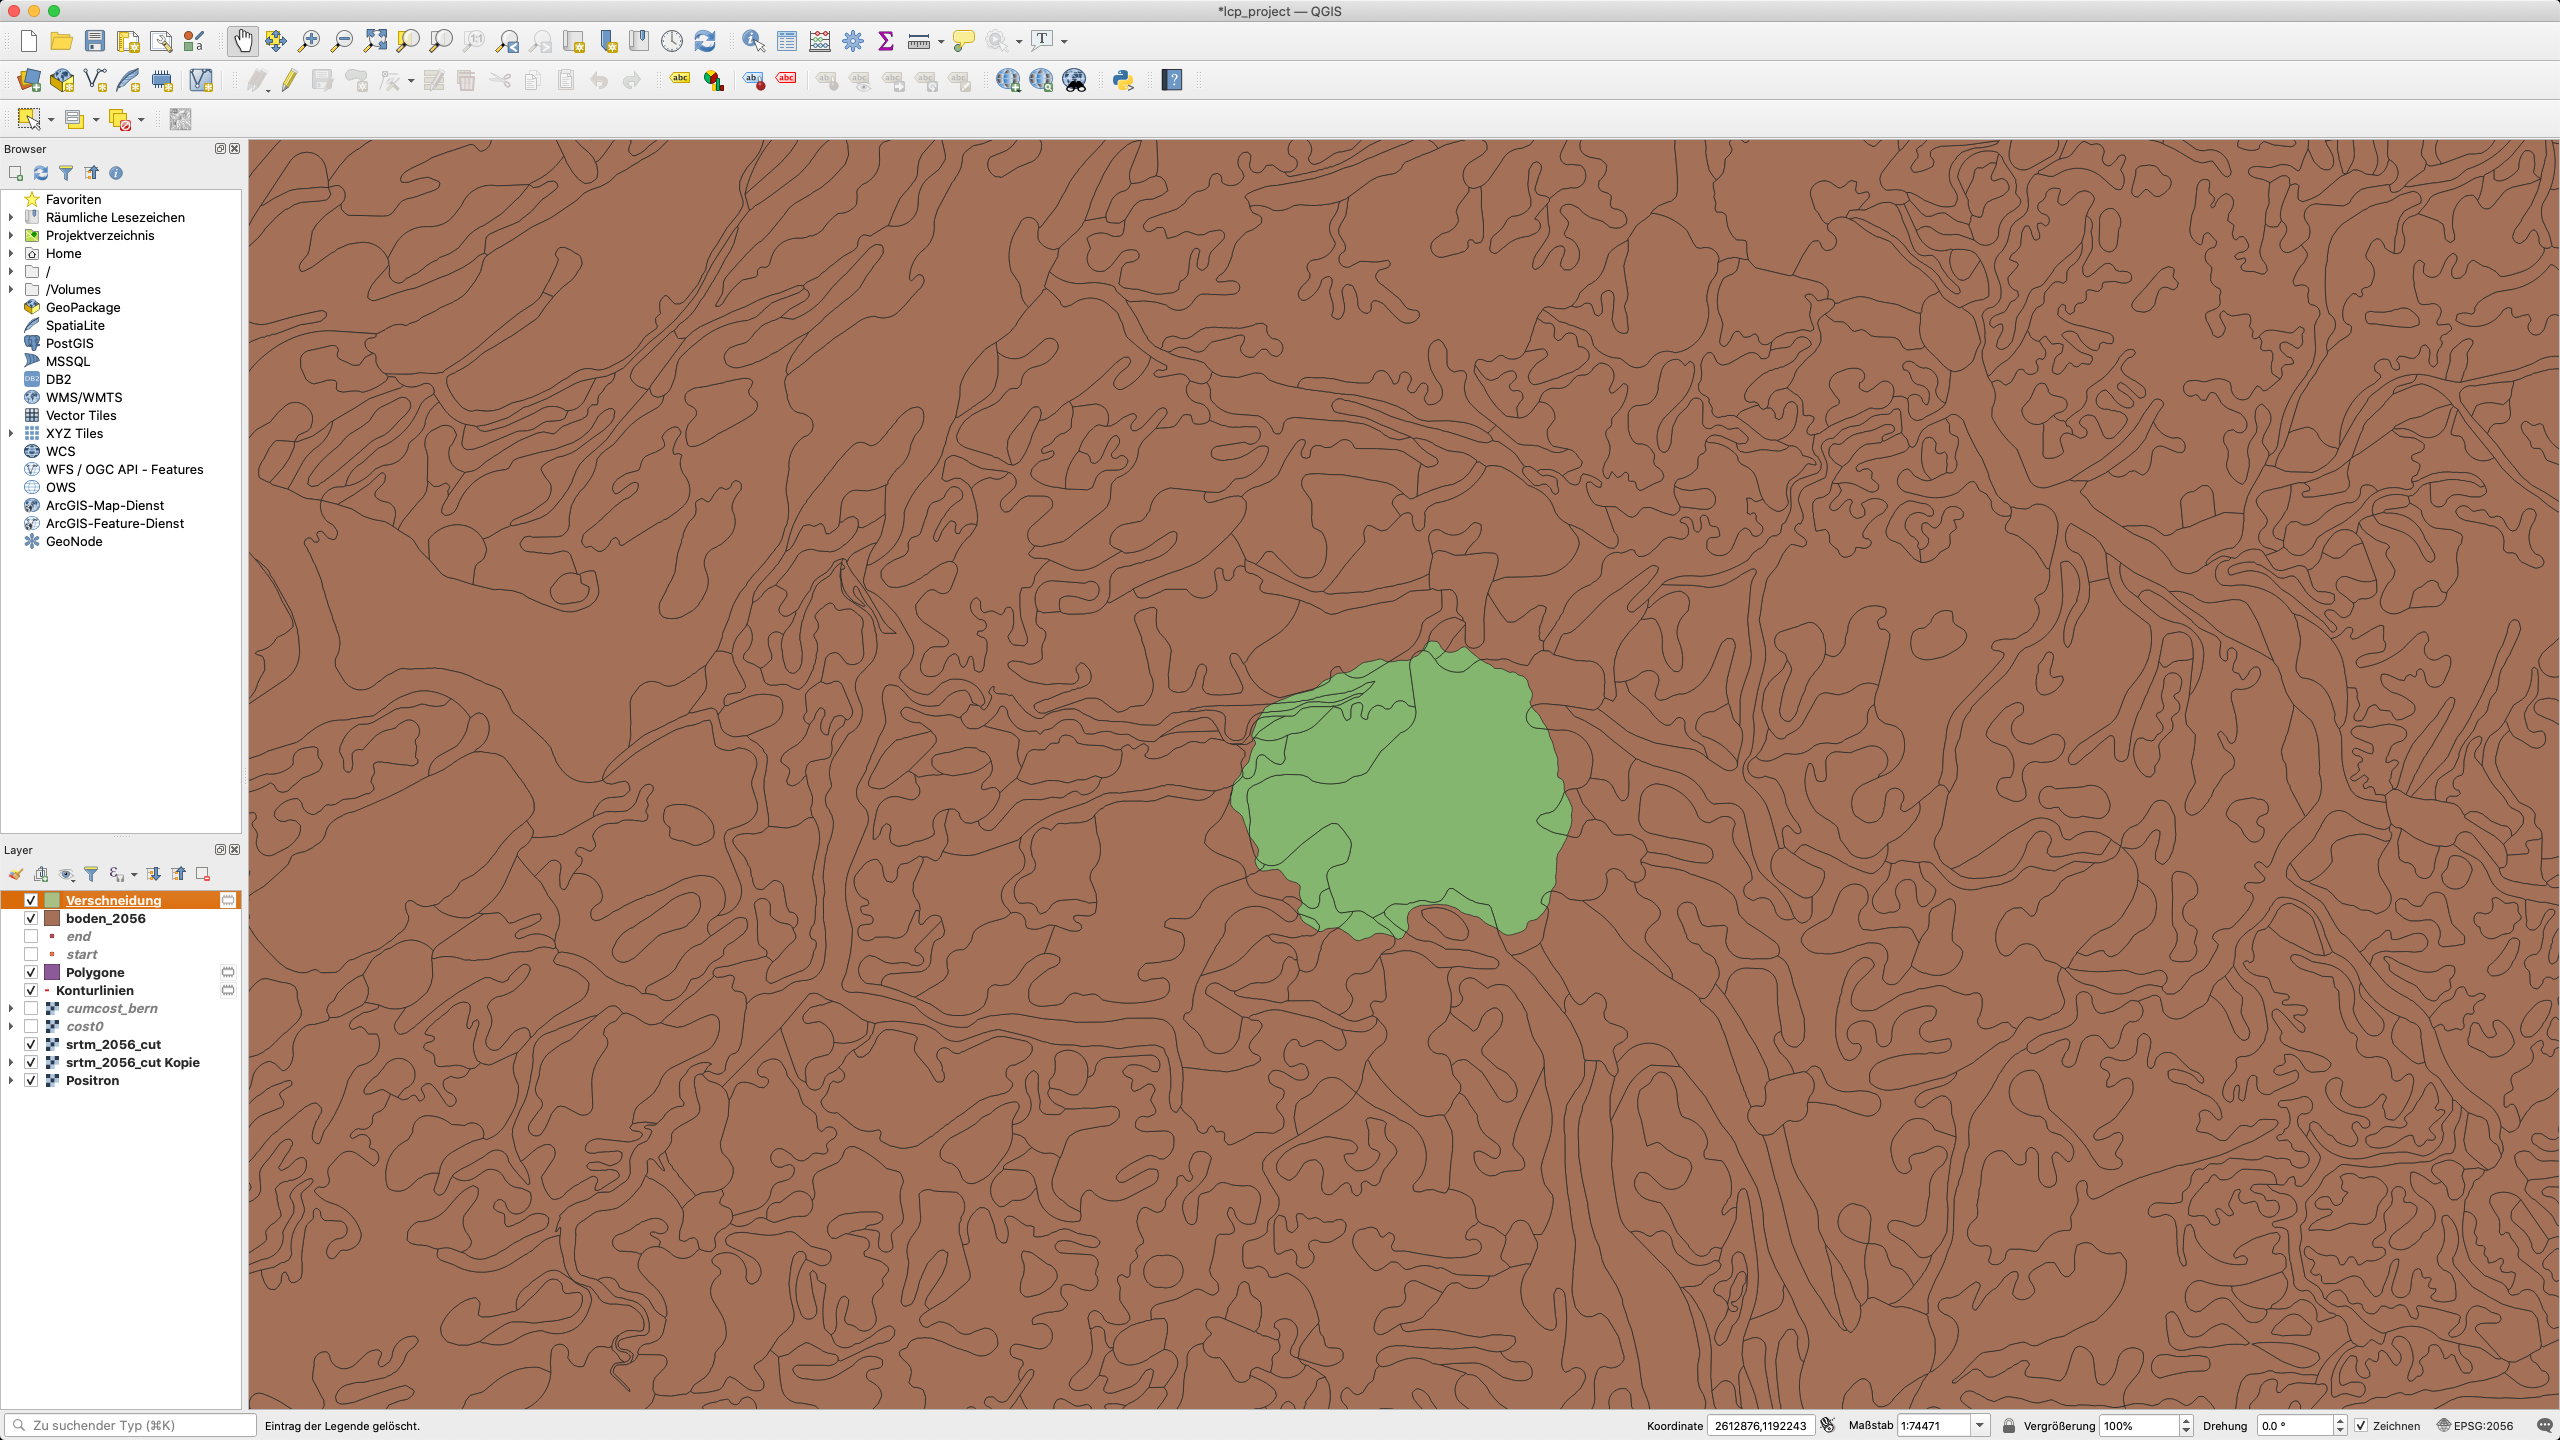 *lcp_project — QGIS
Browser
Favoriten
Räumliche Lesezeichen
Projektverzeichnis
Home
/
/Volumes
GeoPackage
SpatiaLite
PostGIS
MSSQL
DB2
WMS/WMTS
Vector Tiles
XYZ Tiles
WCS
WFS / OGC API - Features
OWS
ArcGIS-Map-Dienst
ArcGIS-Feature-Dienst
GeoNode
Layer
Verschneidung
boden_2056
end
start
Polygone
Konturlinien
cumcost_bern
cost0
srtm_2056_cut
srtm_2056_cut Kopie
Positron
Zu suchender Typ (⌘K) Eintrag der Legende gelöscht. Koordinate 2612876,1192243 Maßstab 1:74471 Vergrößerung 100% Drehung 0.0 ° Zeichnen EPSG:2056